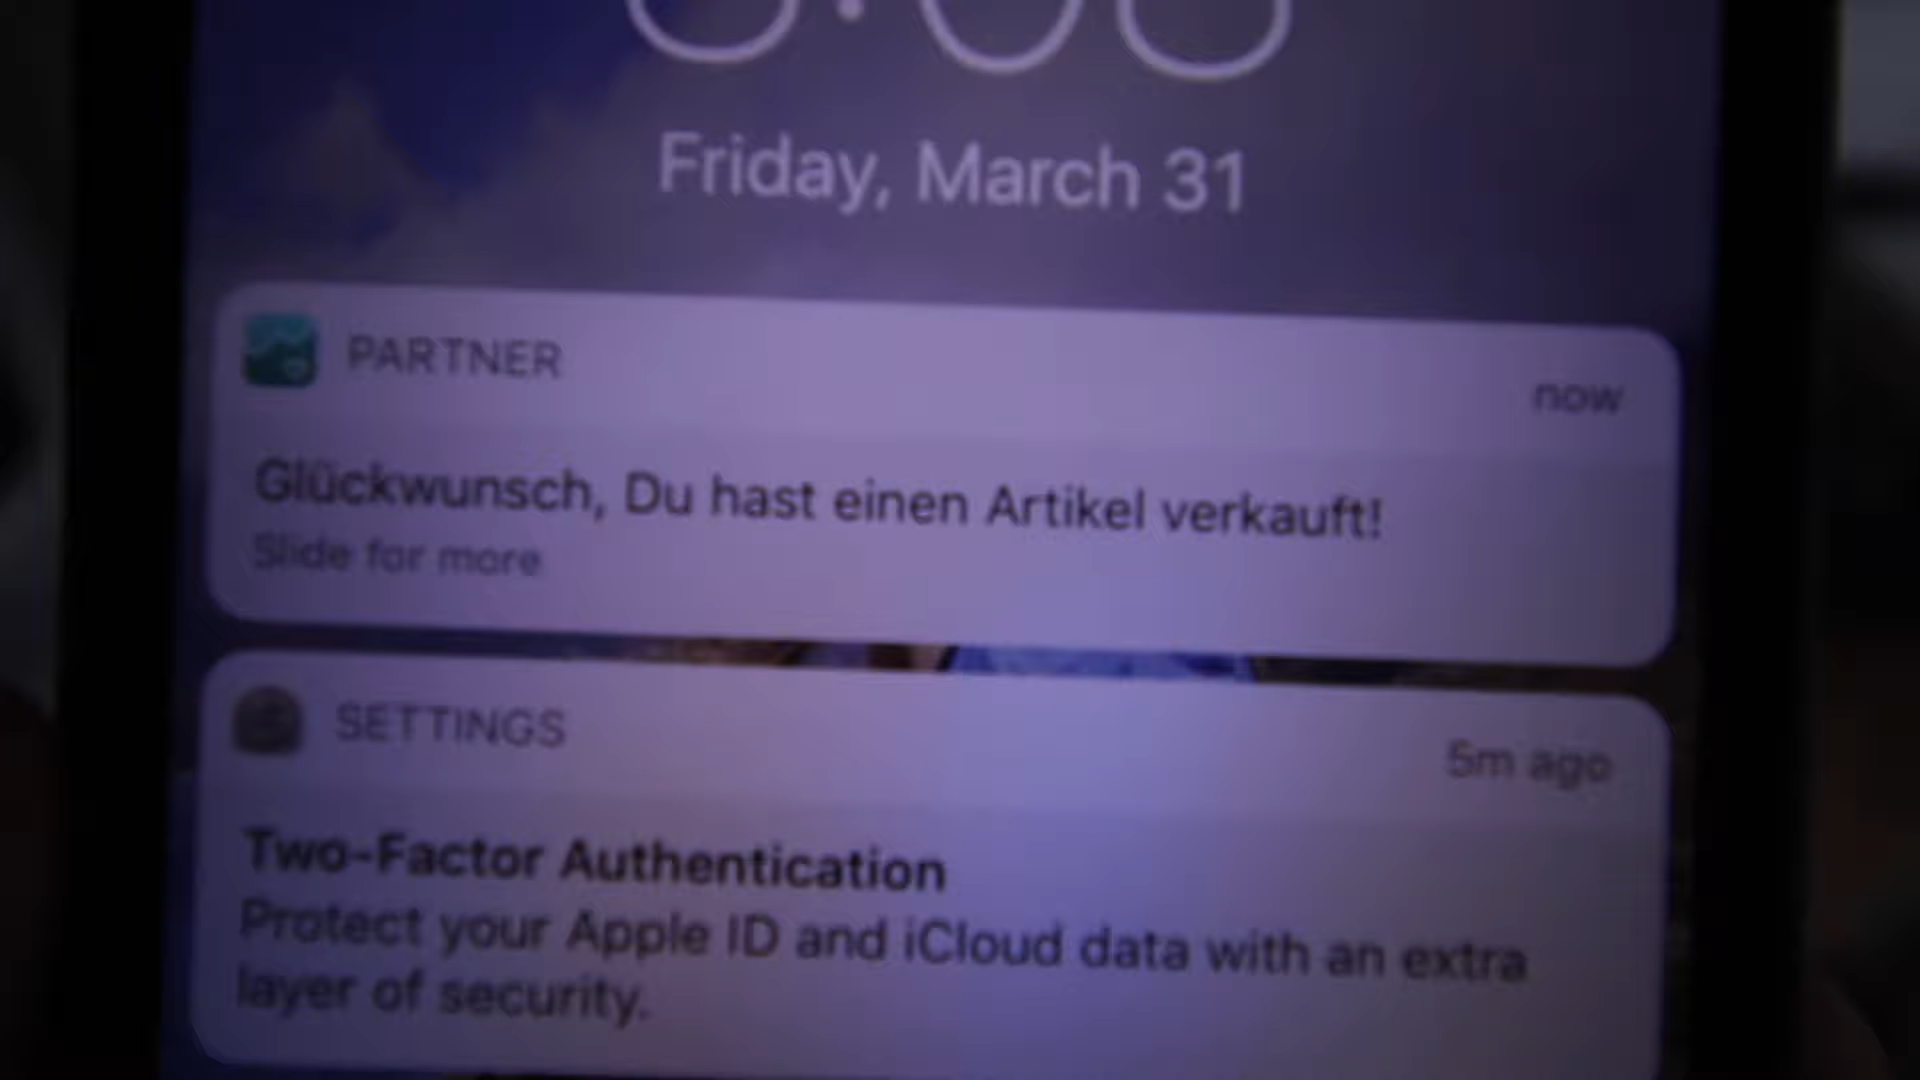 Friday, March 31
PARTNER
now
Glückwunsch, Du hast einen Artikel verkauft!
Slide for more
SETTINGS
5m ago
Two-Factor Authentication
Protect your Apple ID and iCloud data with an extra
layer of security.